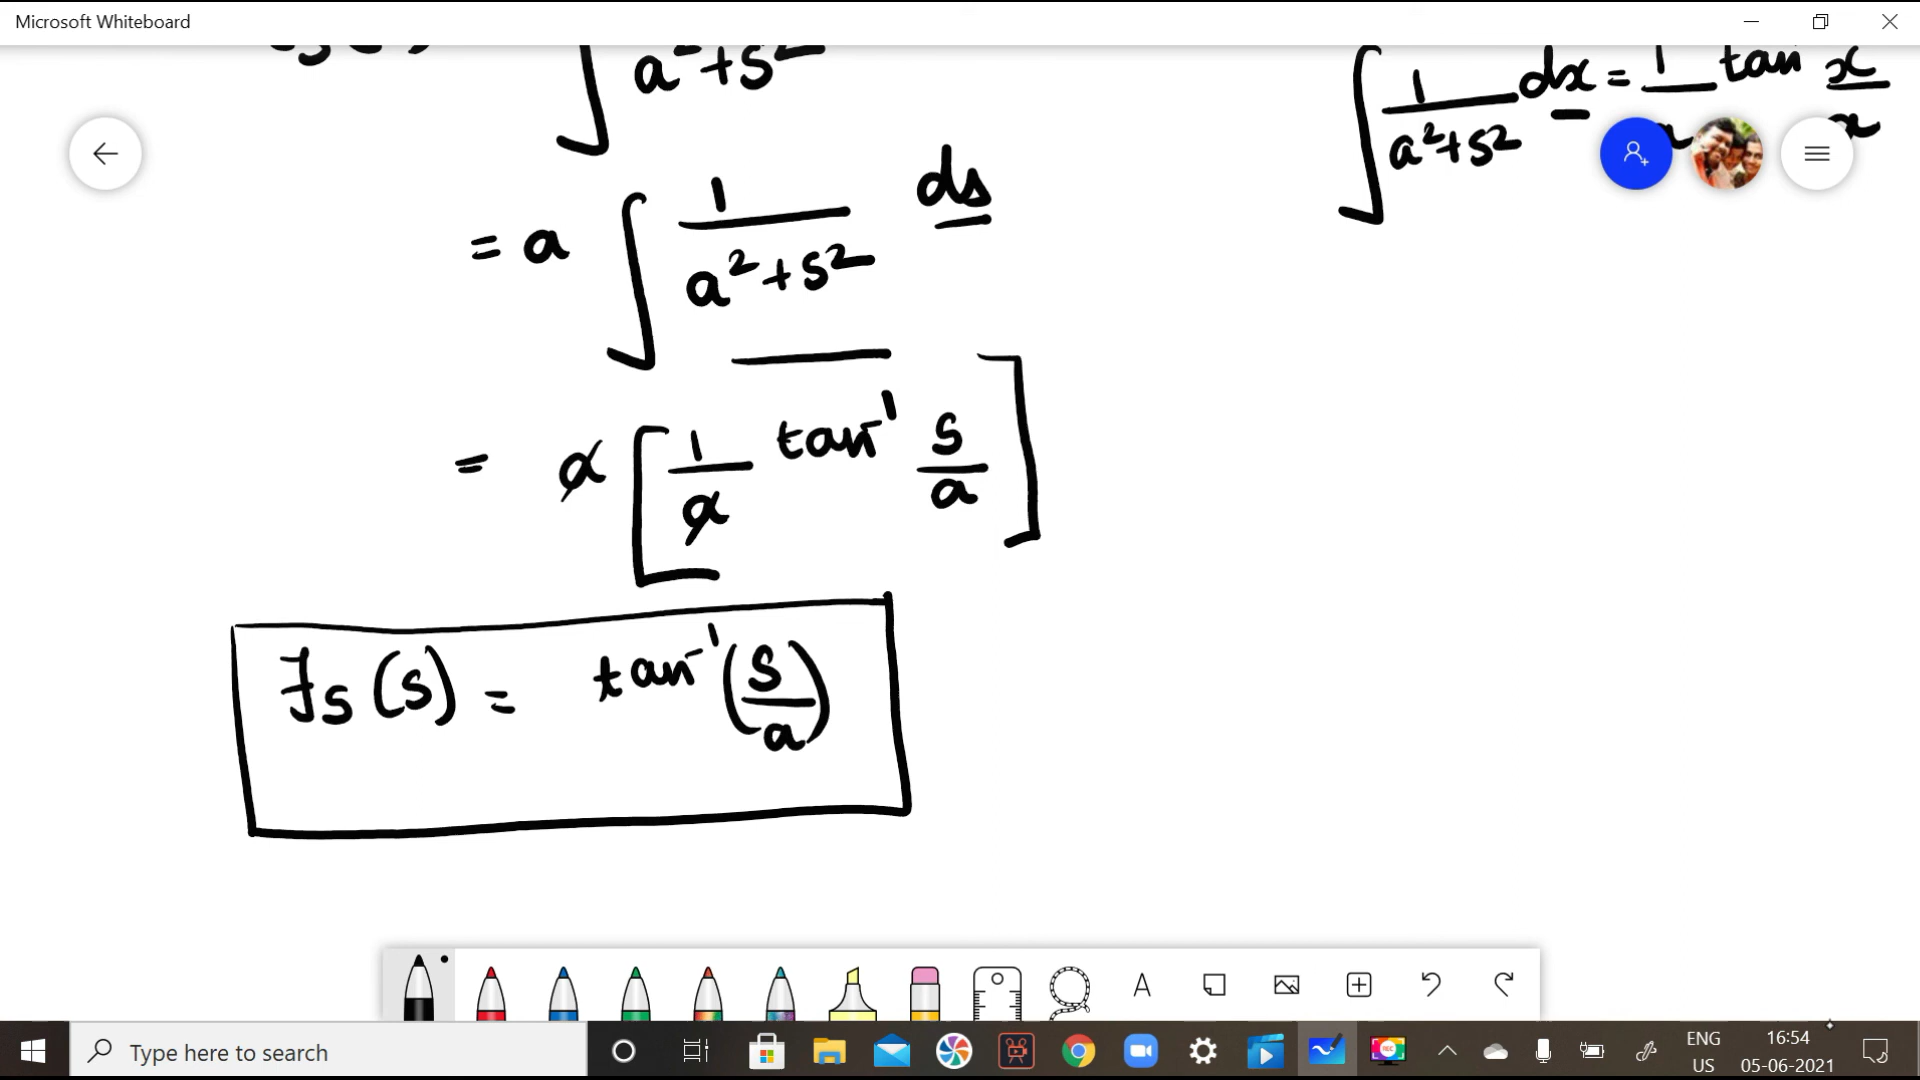 Microsoft Whiteboard
a²+s²
∫ 1/(a²+s²) dx = 1/a tan x/a
= a ∫ 1/(a²+s²) ds
= a [ 1/a tan⁻¹ s/a ]
Fs(s) = tan⁻¹(s/a)
Type here to search
ENG
US
16:54
05-06-2021